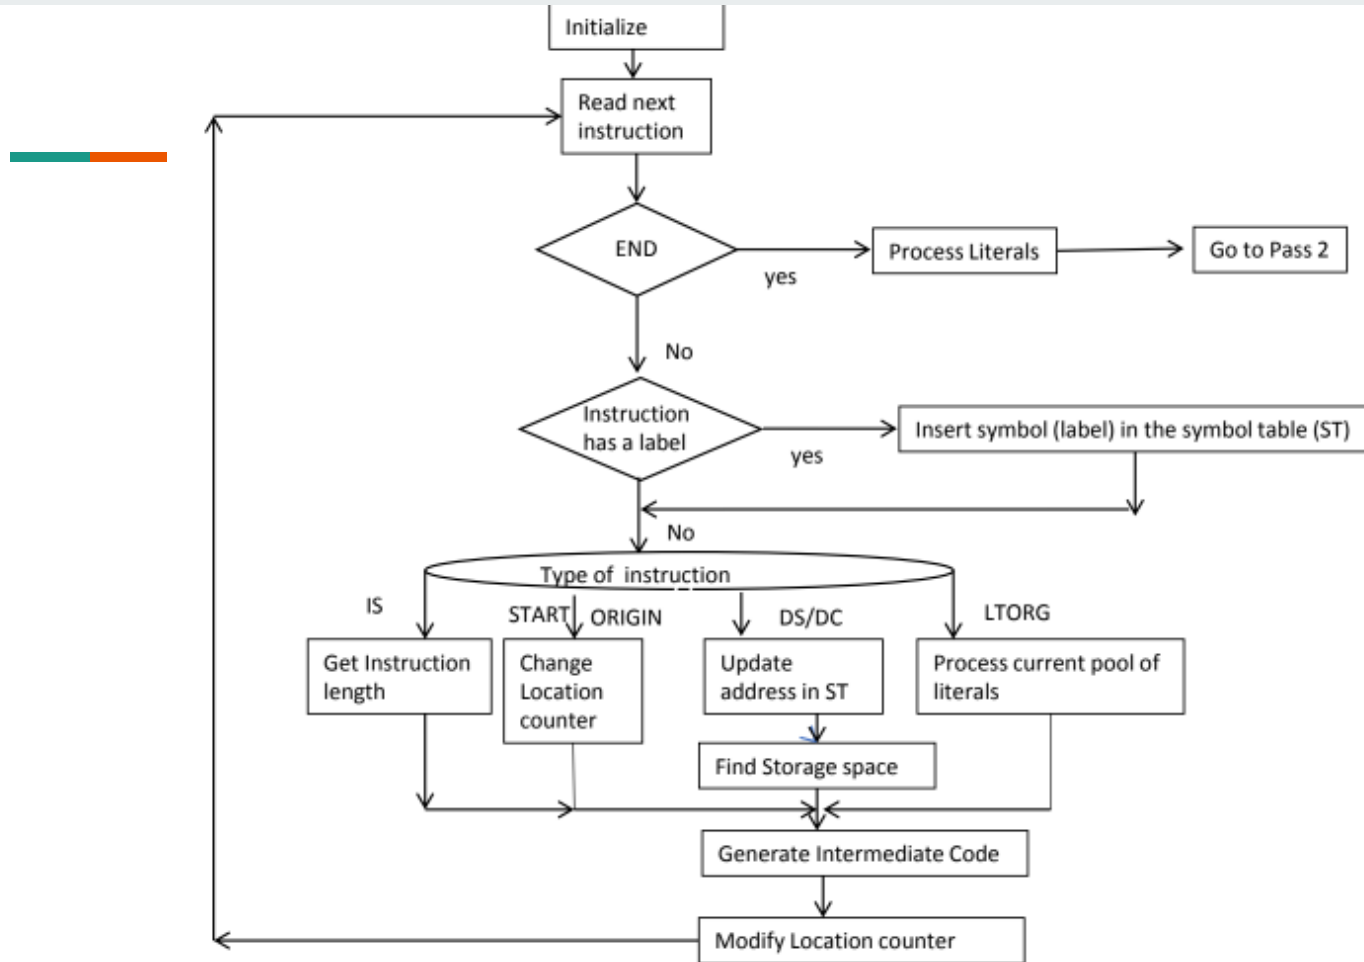 Initialize
Read next
instruction
END
yes
Process Literals
Go to Pass 2
No
Instruction
has a label
yes
Insert symbol (label) in the symbol table (ST)
No
Type of instruction
IS
START
ORIGIN
DS/DC
LTORG
Get Instruction
length
Change
Location
counter
Update
address in ST
Process current pool of
literals
Find Storage space
Generate Intermediate Code
Modify Location counter